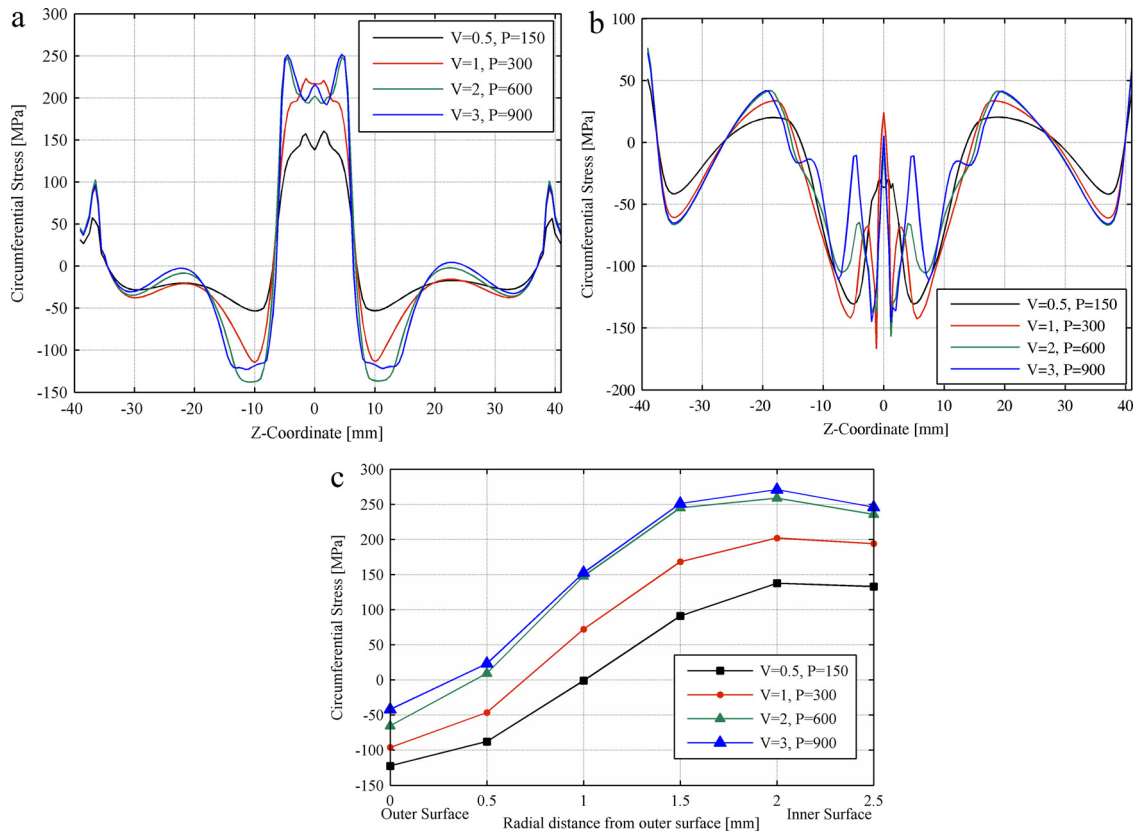 a
Circumferential Stress [MPa]
300
250
200
150
100
50
0
-50
-100
-150
-40
-30
-20
-10
0
10
20
30
40
Z-Coordinate [mm]
V=0.5, P=150
V=1, P=300
V=2, P=600
V=3, P=900
b
Circumferential Stress [MPa]
100
50
0
-50
-100
-150
-200
-40
-30
-20
-10
0
10
20
30
40
Z-Coordinate [mm]
V=0.5, P=150
V=1, P=300
V=2, P=600
V=3, P=900
c
Circumferential Stress [MPa]
300
250
200
150
100
50
0
-50
-100
-150
0
0.5
1
1.5
2
2.5
Outer Surface
Radial distance from outer surface [mm]
Inner Surface
V=0.5, P=150
V=1, P=300
V=2, P=600
V=3, P=900